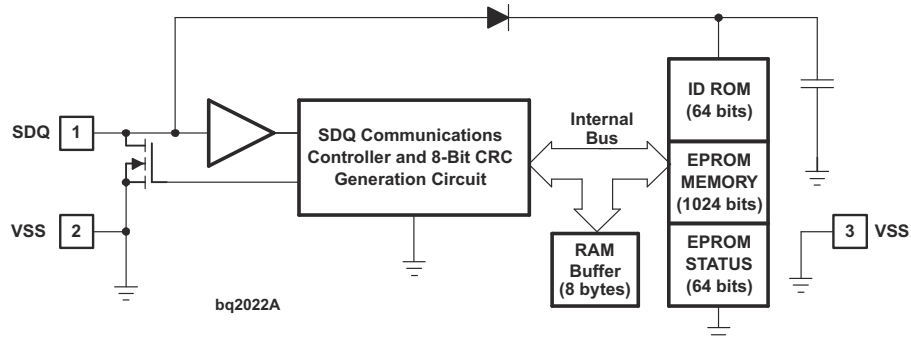 SDQ 1
SDQ Communications
Controller and 8-Bit CRC
Generation Circuit
Internal
Bus
ID ROM
(64 bits)
EPROM
MEMORY
(1024 bits)
EPROM
STATUS
(64 bits)
VSS 2
RAM
Buffer
(8 bytes)
3 VSS
bq2022A